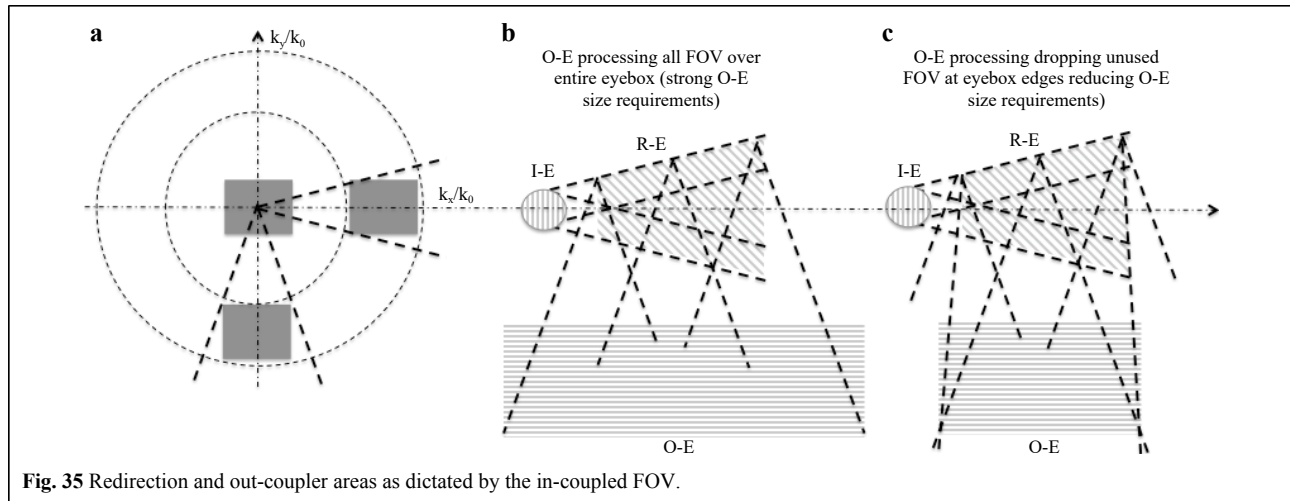 a
k_y/k_0
k_x/k_0
b
O-E processing all FOV over
entire eyebox (strong O-E
size requirements)
R-E
I-E
O-E
c
O-E processing dropping unused
FOV at eyebox edges reducing O-E
size requirements)
R-E
I-E
O-E
Fig. 35 Redirection and out-coupler areas as dictated by the in-coupled FOV.